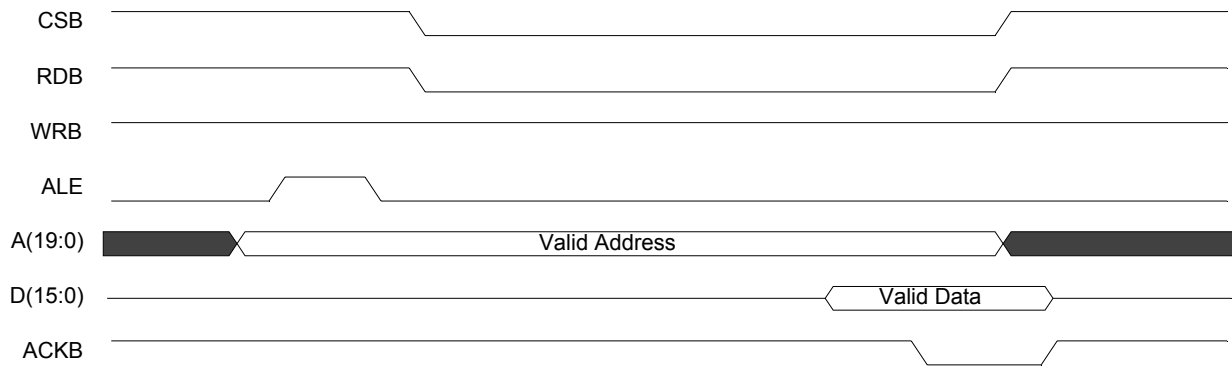 CSB
RDB
WRB
ALE
A(19:0)
Valid Address
D(15:0)
Valid Data
ACKB